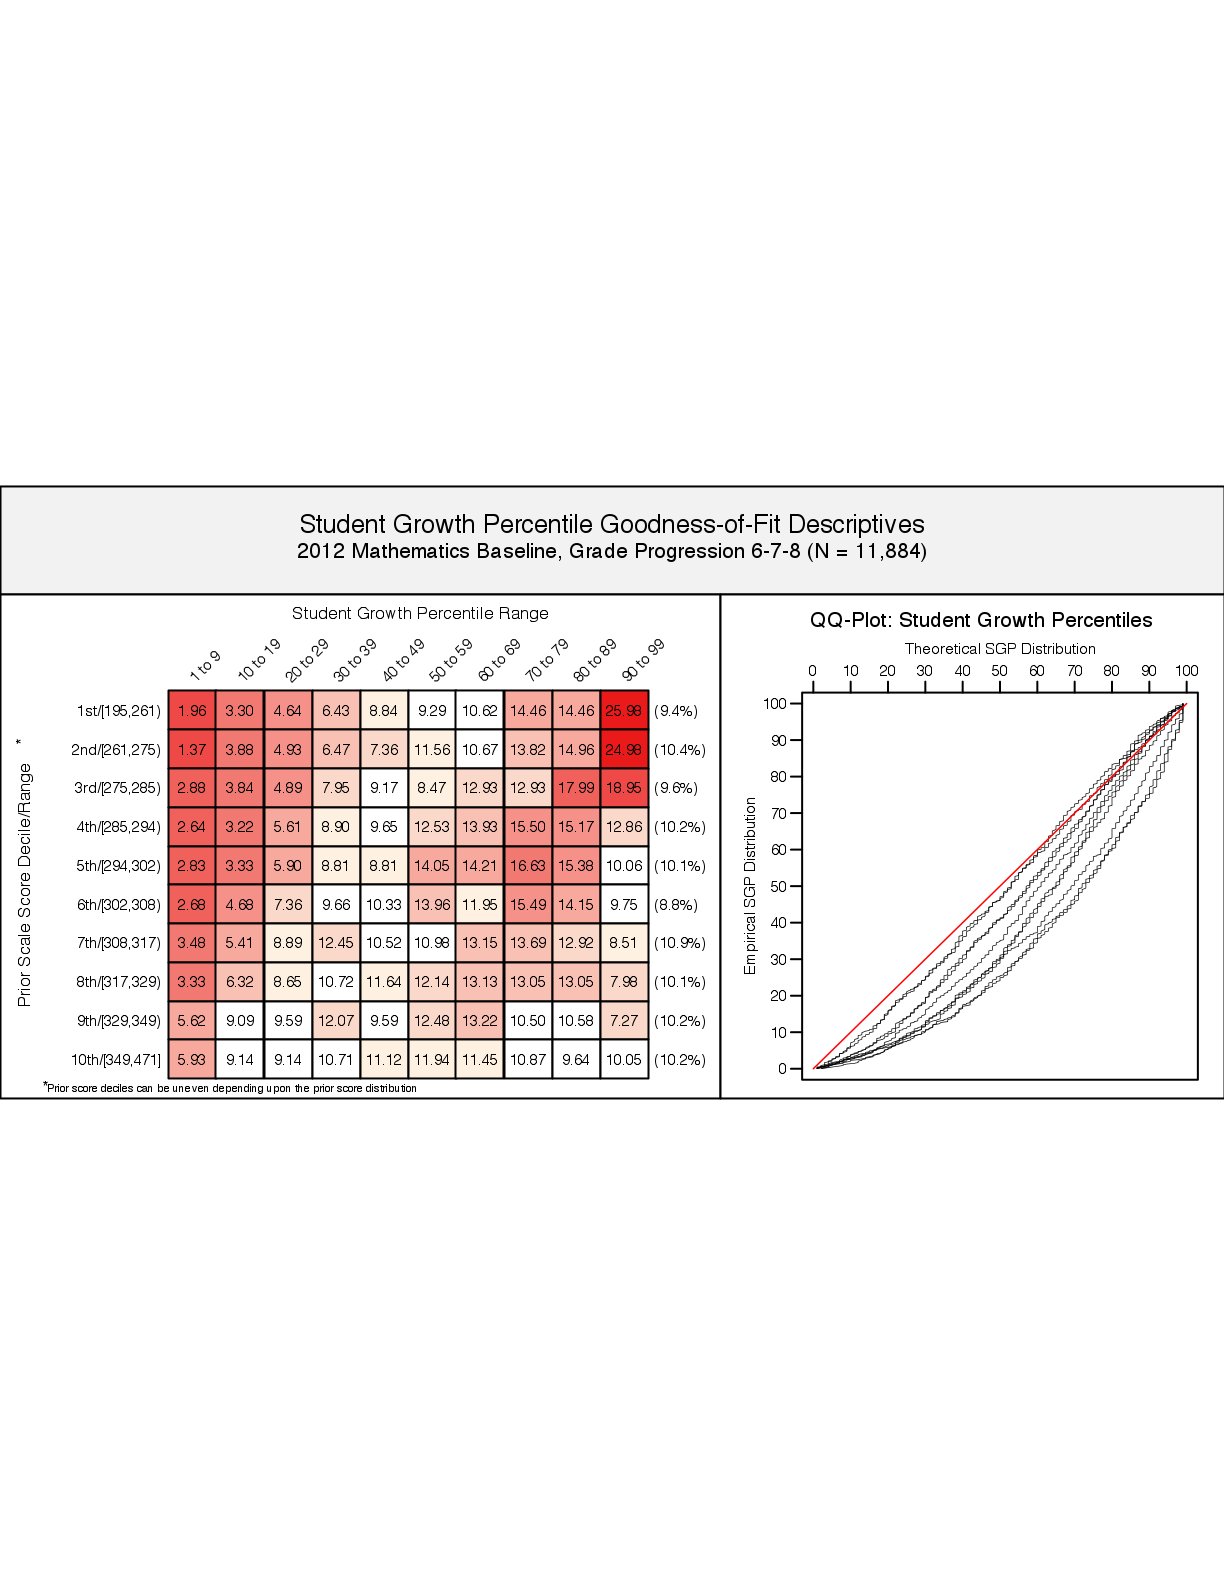 Student Growth Percentile Goodness-of-Fit Descriptives
2012 Mathematics Baseline, Grade Progression 6-7-8 (N = 11,884)
Student Growth Percentile Range
1 to 9 10 to 19 20 to 29 30 to 39 40 to 49 50 to 59 60 to 69 70 to 79 80 to 89 90 to 99
Prior Scale Score Decile/Range *
1st/[195,261) 1.96 3.30 4.64 6.43 8.84 9.29 10.62 14.46 14.46 25.98 (9.4%)
2nd/[261,275) 1.37 3.88 4.93 6.47 7.36 11.56 10.67 13.82 14.96 24.98 (10.4%)
3rd/[275,285) 2.88 3.84 4.89 7.95 9.17 8.47 12.93 12.93 17.99 18.95 (9.6%)
4th/[285,294) 2.64 3.22 5.61 8.90 9.65 12.53 13.93 15.50 15.17 12.86 (10.2%)
5th/[294,302) 2.83 3.33 5.90 8.81 8.81 14.05 14.21 16.63 15.38 10.06 (10.1%)
6th/[302,308) 2.68 4.68 7.36 9.66 10.33 13.96 11.95 15.49 14.15 9.75 (8.8%)
7th/[308,317) 3.48 5.41 8.89 12.45 10.52 10.98 13.15 13.69 12.92 8.51 (10.9%)
8th/[317,329) 3.33 6.32 8.65 10.72 11.64 12.14 13.13 13.05 13.05 7.98 (10.1%)
9th/[329,349) 5.62 9.09 9.59 12.07 9.59 12.48 13.22 10.50 10.58 7.27 (10.2%)
10th/[349,471] 5.93 9.14 9.14 10.71 11.12 11.94 11.45 10.87 9.64 10.05 (10.2%)
*Prior score deciles can be uneven depending upon the prior score distribution
QQ-Plot: Student Growth Percentiles
Theoretical SGP Distribution
0 10 20 30 40 50 60 70 80 90 100
Empirical SGP Distribution
100
90
80
70
60
50
40
30
20
10
0